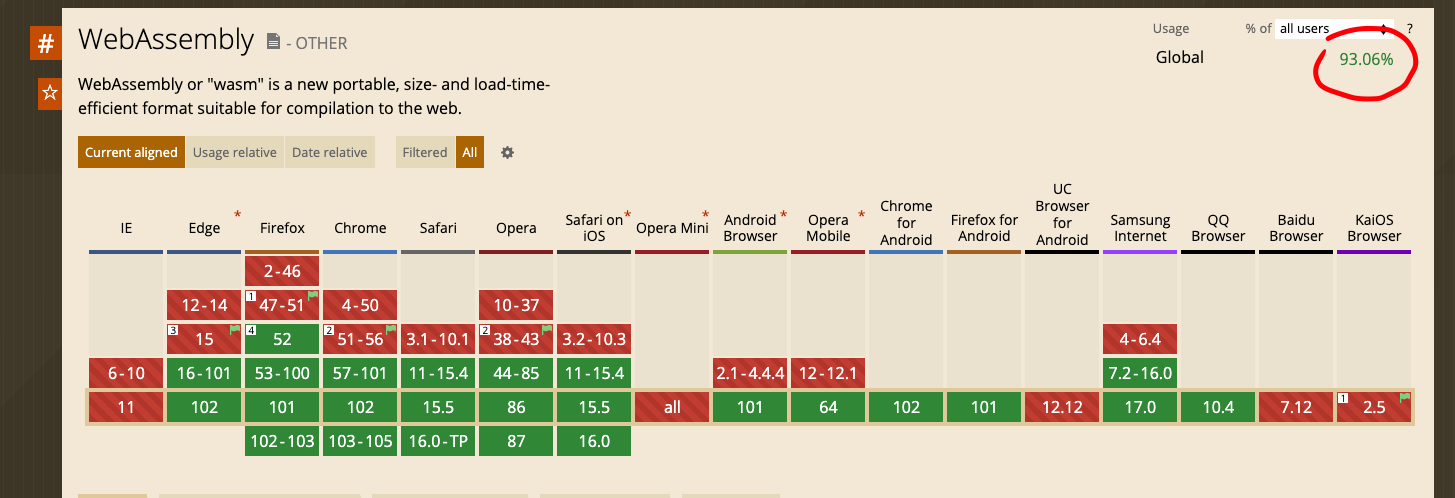 #
WebAssembly - OTHER
Usage % of all users ?
Global 93.06%
WebAssembly or "wasm" is a new portable, size- and load-time-
efficient format suitable for compilation to the web.
Current aligned Usage relative Date relative Filtered All
IE Edge * Firefox Chrome Safari Opera Safari on iOS * Opera Mini * Android Browser * Opera Mobile * Chrome for Android Firefox for Android UC Browser for Android Samsung Internet QQ Browser Baidu Browser KaiOS Browser
2-46
12-14 1 47-51 4-50 10-37
3 15 4 52 2 51-56 3.1-10.1 2 38-43 3.2-10.3 4-6.4
6-10 16-101 53-100 57-101 11-15.4 44-85 11-15.4 2.1-4.4.4 12-12.1 7.2-16.0
11 102 101 102 15.5 86 15.5 all 101 64 102 101 12.12 17.0 10.4 7.12 1 2.5
102-103 103-105 16.0-TP 87 16.0